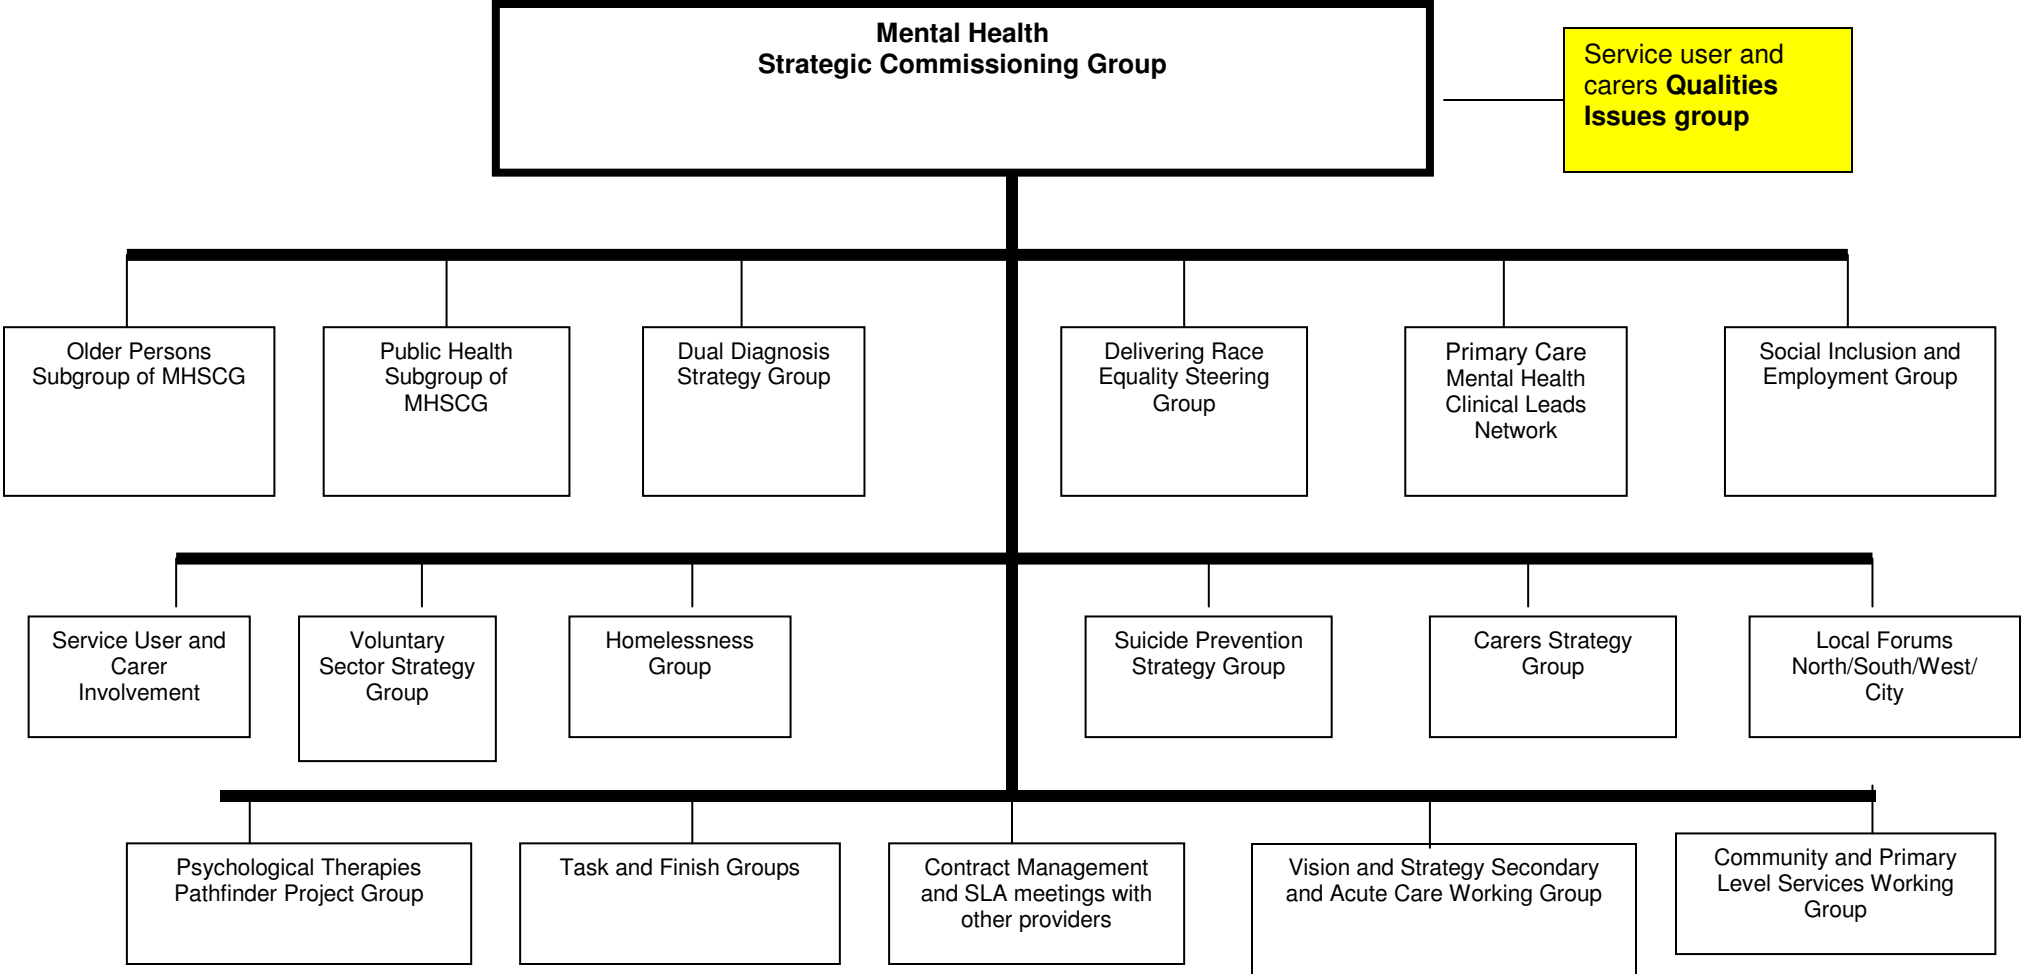 Mental Health
Strategic Commissioning Group
Service user and
carers Qualities
Issues group
Older Persons
Subgroup of MHSCG
Public Health
Subgroup of
MHSCG
Dual Diagnosis
Strategy Group
Delivering Race
Equality Steering
Group
Primary Care
Mental Health
Clinical Leads
Network
Social Inclusion and
Employment Group
Service User and
Carer
Involvement
Voluntary
Sector Strategy
Group
Homelessness
Group
Suicide Prevention
Strategy Group
Carers Strategy
Group
Local Forums
North/South/West/
City
Psychological Therapies
Pathfinder Project Group
Task and Finish Groups
Contract Management
and SLA meetings with
other providers
Vision and Strategy Secondary
and Acute Care Working Group
Community and Primary
Level Services Working
Group